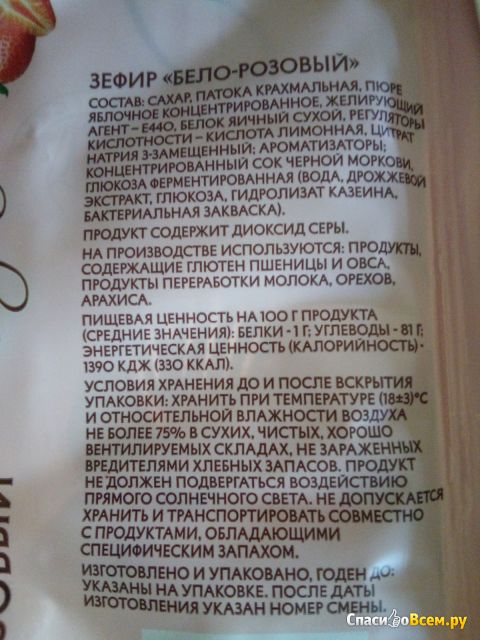 ЗЕФИР «БЕЛО-РОЗОВЫЙ»
СОСТАВ: САХАР, ПАТОКА КРАХМАЛЬНАЯ, ПЮРЕ
ЯБЛОЧНОЕ КОНЦЕНТРИРОВАННОЕ, ЖЕЛИРУЮЩИЙ
АГЕНТ – Е440, БЕЛОК ЯИЧНЫЙ СУХОЙ, РЕГУЛЯТОРЫ
КИСЛОТНОСТИ – КИСЛОТА ЛИМОННАЯ, ЦИТРАТ
НАТРИЯ 3-ЗАМЕЩЕННЫЙ; АРОМАТИЗАТОРЫ;
КОНЦЕНТРИРОВАННЫЙ СОК ЧЕРНОЙ МОРКОВИ,
ГЛЮКОЗА ФЕРМЕНТИРОВАННАЯ (ВОДА, ДРОЖЖЕВОЙ
ЭКСТРАКТ, ГЛЮКОЗА, ГИДРОЛИЗАТ КАЗЕИНА,
БАКТЕРИАЛЬНАЯ ЗАКВАСКА).
ПРОДУКТ СОДЕРЖИТ ДИОКСИД СЕРЫ.
НА ПРОИЗВОДСТВЕ ИСПОЛЬЗУЮТСЯ: ПРОДУКТЫ,
СОДЕРЖАЩИЕ ГЛЮТЕН ПШЕНИЦЫ И ОВСА,
ПРОДУКТЫ ПЕРЕРАБОТКИ МОЛОКА, ОРЕХОВ,
АРАХИСА.
ПИЩЕВАЯ ЦЕННОСТЬ НА 100 Г ПРОДУКТА
(СРЕДНИЕ ЗНАЧЕНИЯ): БЕЛКИ - 1 Г; УГЛЕВОДЫ - 81 Г;
ЭНЕРГЕТИЧЕСКАЯ ЦЕННОСТЬ (КАЛОРИЙНОСТЬ) -
1390 КДЖ (330 ККАЛ).
УСЛОВИЯ ХРАНЕНИЯ ДО И ПОСЛЕ ВСКРЫТИЯ
УПАКОВКИ: ХРАНИТЬ ПРИ ТЕМПЕРАТУРЕ (18±3)°С
И ОТНОСИТЕЛЬНОЙ ВЛАЖНОСТИ ВОЗДУХА
НЕ БОЛЕЕ 75% В СУХИХ, ЧИСТЫХ, ХОРОШО
ВЕНТИЛИРУЕМЫХ СКЛАДАХ, НЕ ЗАРАЖЕННЫХ
ВРЕДИТЕЛЯМИ ХЛЕБНЫХ ЗАПАСОВ. ПРОДУКТ
НЕ ДОЛЖЕН ПОДВЕРГАТЬСЯ ВОЗДЕЙСТВИЮ
ПРЯМОГО СОЛНЕЧНОГО СВЕТА. НЕ ДОПУСКАЕТСЯ
ХРАНИТЬ И ТРАНСПОРТИРОВАТЬ СОВМЕСТНО
С ПРОДУКТАМИ, ОБЛАДАЮЩИМИ
СПЕЦИФИЧЕСКИМ ЗАПАХОМ.
ИЗГОТОВЛЕНО И УПАКОВАНО, ГОДЕН ДО:
УКАЗАНЫ НА УПАКОВКЕ. ПОСЛЕ ДАТЫ
ИЗГОТОВЛЕНИЯ УКАЗАН НОМЕР СМЕНЫ.
СпасибоВсем.ру